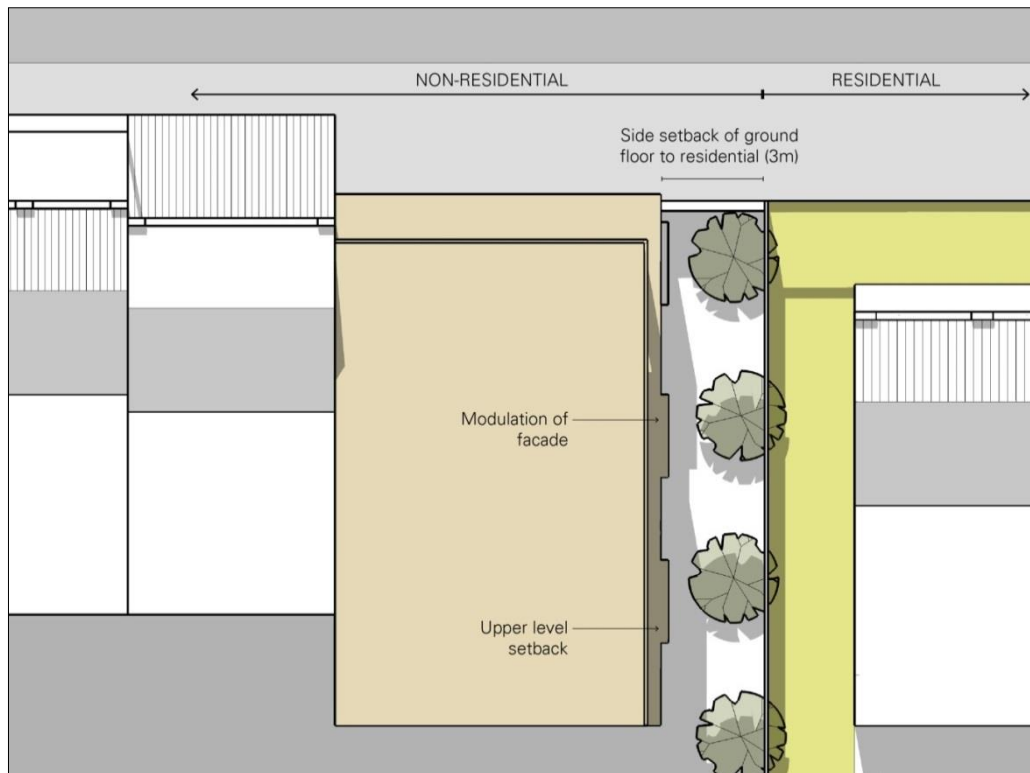 NON-RESIDENTIAL
RESIDENTIAL
Side setback of ground
floor to residential (3m)
Modulation of
facade
Upper level
setback